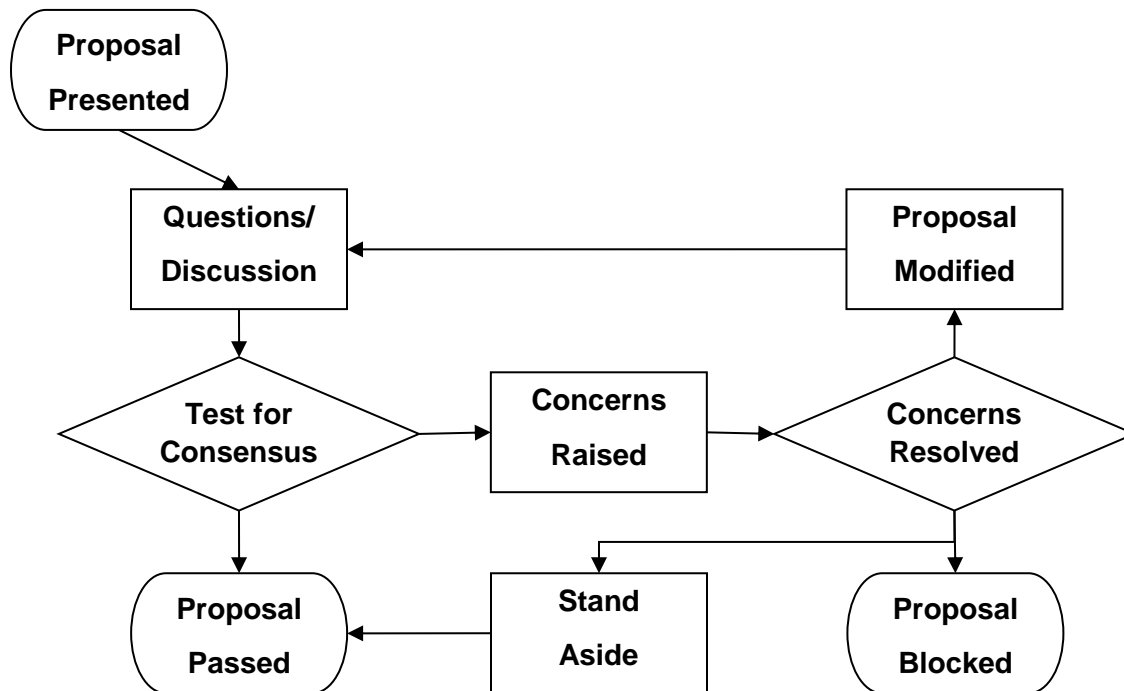 Proposal
Presented
Questions/
Discussion
Proposal
Modified
Test for
Consensus
Concerns
Raised
Concerns
Resolved
Proposal
Passed
Stand
Aside
Proposal
Blocked